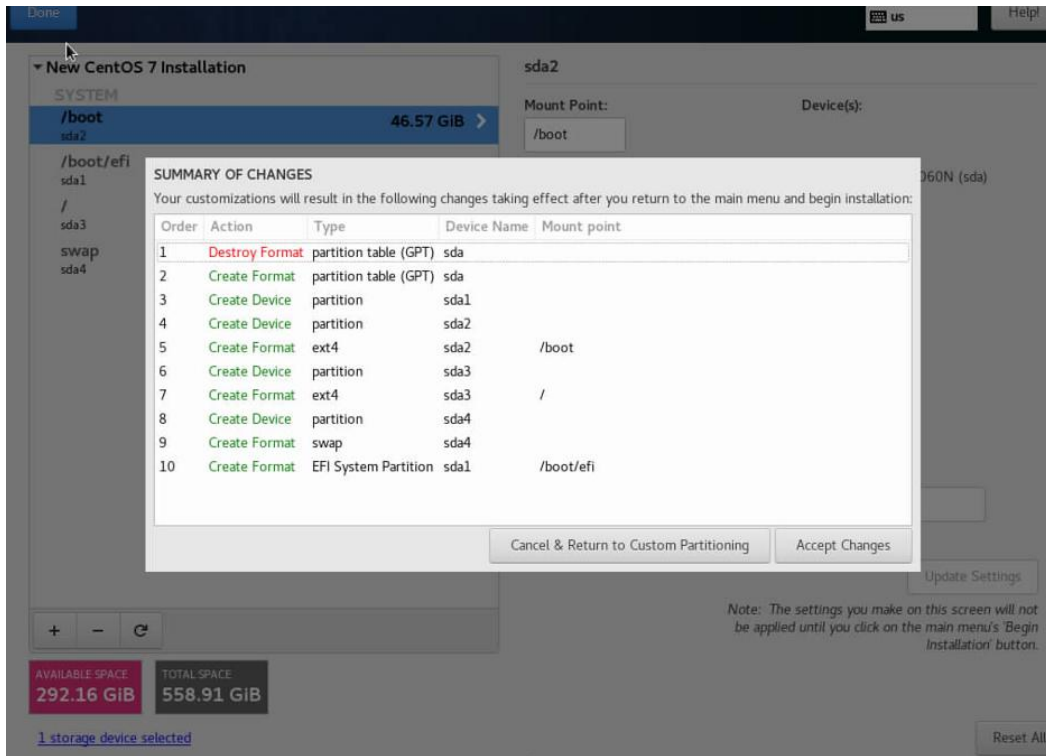 Done
us
Help!
New CentOS 7 Installation
SYSTEM
/boot
46.57 GiB
sda2
/boot/efi
sda1
/
sda3
swap
sda4
sda2
Mount Point:
Device(s):
/boot
060N (sda)
SUMMARY OF CHANGES
Your customizations will result in the following changes taking effect after you return to the main menu and begin installation:
Order Action Type Device Name Mount point
1 Destroy Format partition table (GPT) sda
2 Create Format partition table (GPT) sda
3 Create Device partition sda1
4 Create Device partition sda2
5 Create Format ext4 sda2 /boot
6 Create Device partition sda3
7 Create Format ext4 sda3 /
8 Create Device partition sda4
9 Create Format swap sda4
10 Create Format EFI System Partition sda1 /boot/efi
Cancel & Return to Custom Partitioning
Accept Changes
Update Settings
Note: The settings you make on this screen will not
be applied until you click on the main menu's 'Begin
Installation' button.
+ −
AVAILABLE SPACE
292.16 GiB
TOTAL SPACE
558.91 GiB
1 storage device selected
Reset All